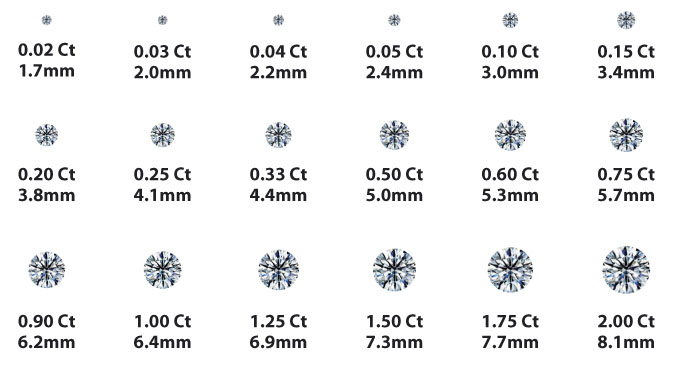 0.02 Ct 0.03 Ct 0.04 Ct 0.05 Ct 0.10 Ct 0.15 Ct
1.7mm 2.0mm 2.2mm 2.4mm 3.0mm 3.4mm
0.20 Ct 0.25 Ct 0.33 Ct 0.50 Ct 0.60 Ct 0.75 Ct
3.8mm 4.1mm 4.4mm 5.0mm 5.3mm 5.7mm
0.90 Ct 1.00 Ct 1.25 Ct 1.50 Ct 1.75 Ct 2.00 Ct
6.2mm 6.4mm 6.9mm 7.3mm 7.7mm 8.1mm